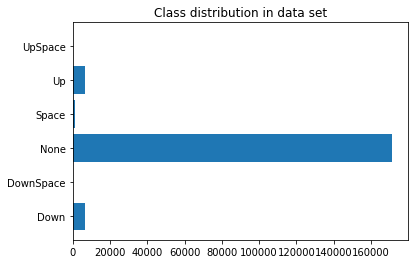 Class distribution in data set
UpSpace
Up
Space
None
DownSpace
Down
0 20000 40000 60000 80000 100000 120000 140000 160000